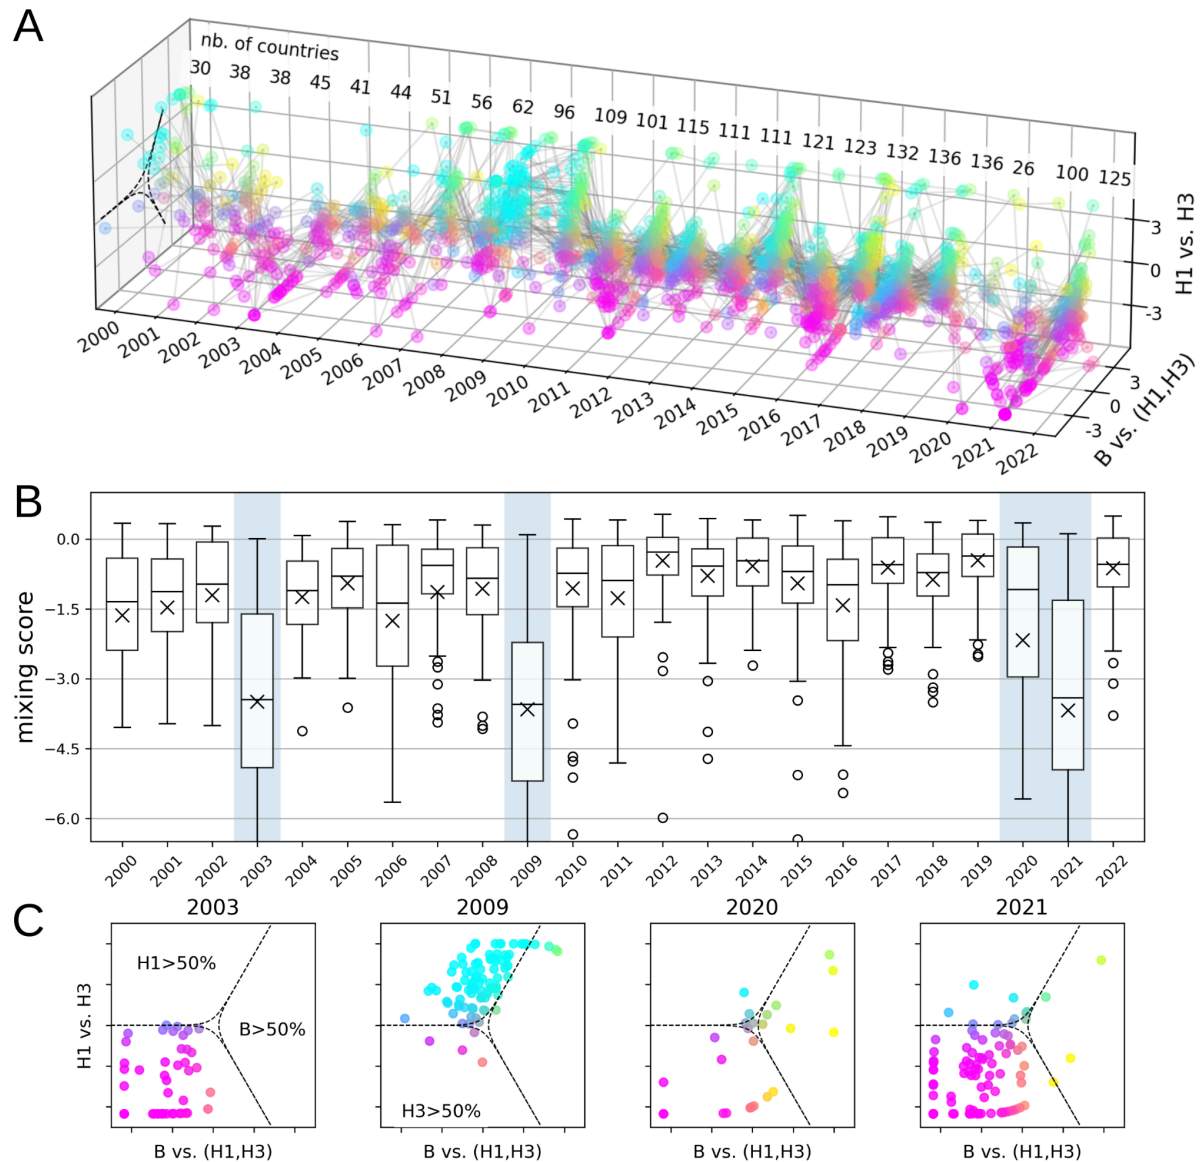 A
nb. of countries
30 38 38 45 41 44 51 56 62 96 109 101 115 111 111 121 123 132 136 136 26 100 125
3
0
-3
H1 vs. H3
3
0
-3
B vs. (H1,H3)
2000 2001 2002 2003 2004 2005 2006 2007 2008 2009 2010 2011 2012 2013 2014 2015 2016 2017 2018 2019 2020 2021 2022
B
mixing score
0.0
−1.5
−3.0
−4.5
−6.0
2000 2001 2002 2003 2004 2005 2006 2007 2008 2009 2010 2011 2012 2013 2014 2015 2016 2017 2018 2019 2020 2021 2022
C
2003 2009 2020 2021
H1 vs. H3
H1>50%
B>50%
H3>50%
B vs. (H1,H3) B vs. (H1,H3) B vs. (H1,H3) B vs. (H1,H3)